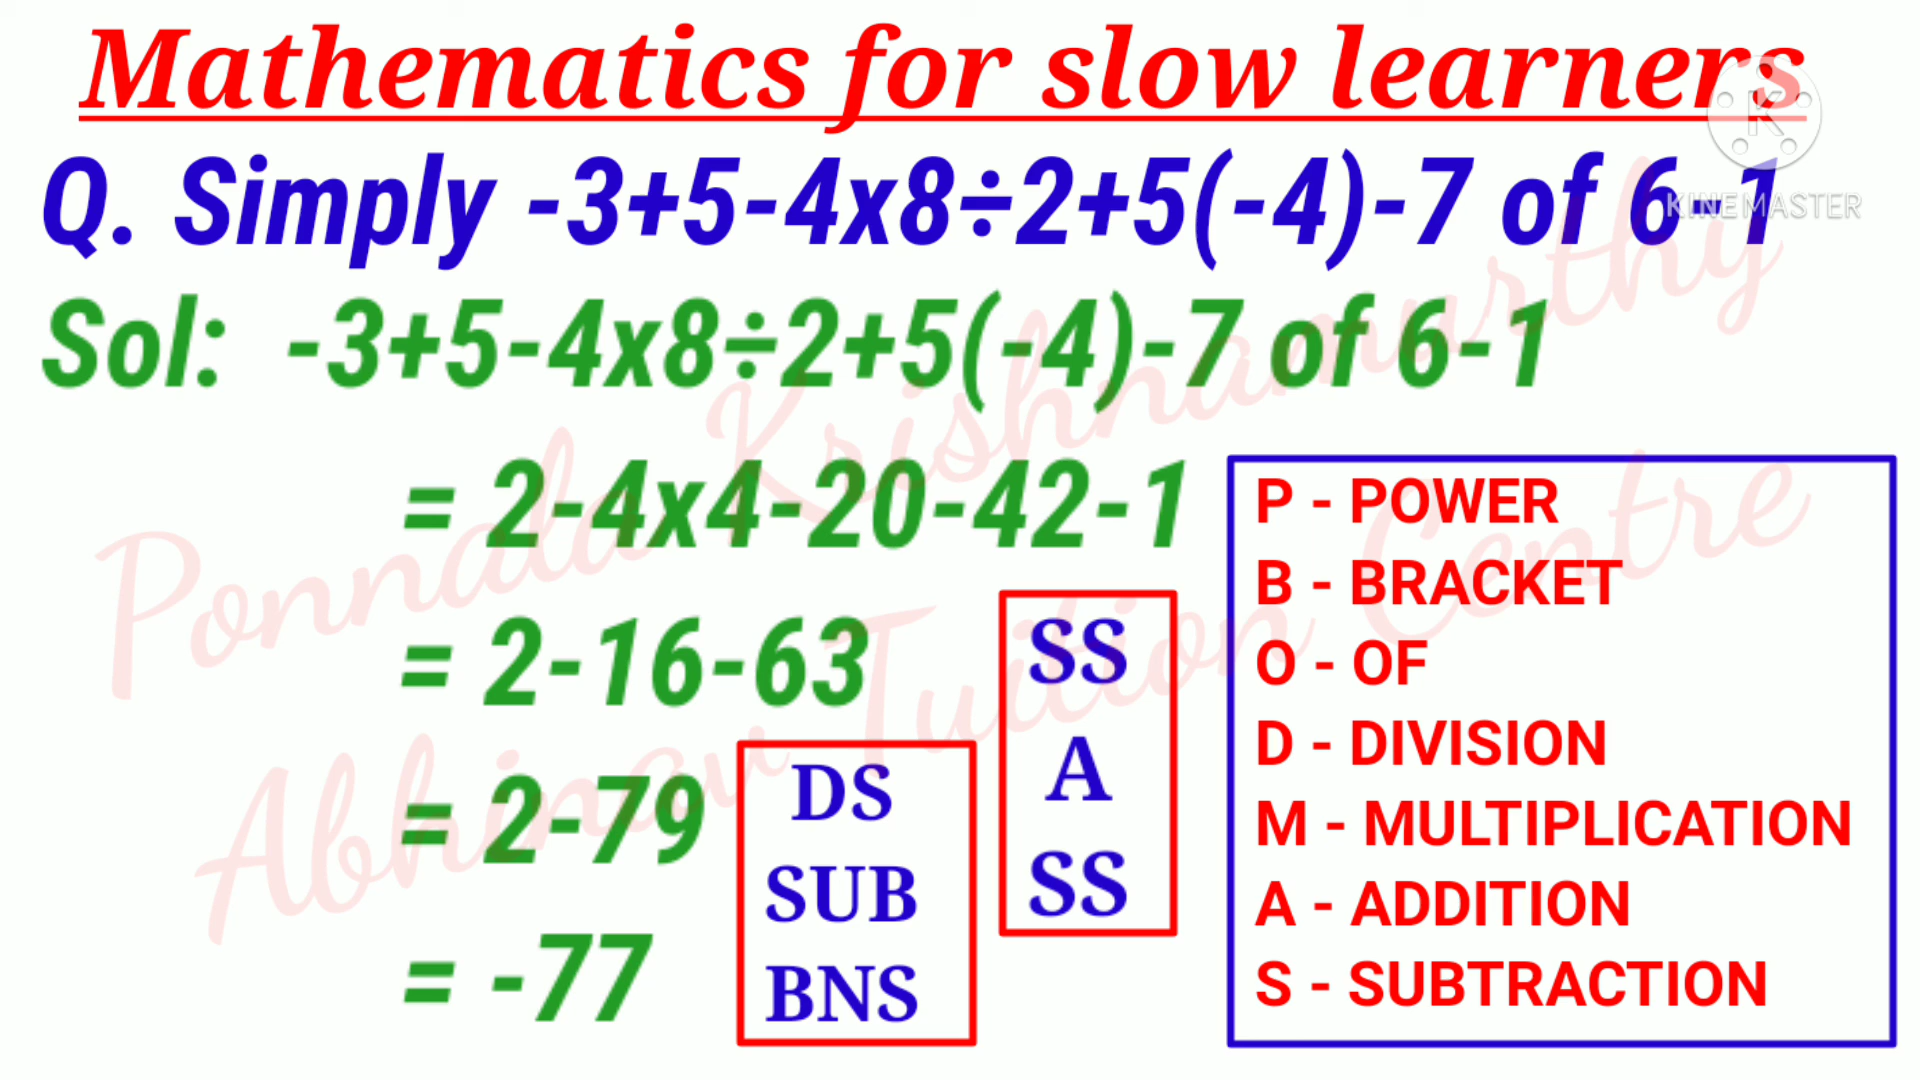 Mathematics for slow learners
Q. Simply -3+5-4x8÷2+5(-4)-7 of 6-1
KINEMASTER
Sol: -3+5-4x8÷2+5(-4)-7 of 6-1
= 2-4x4-20-42-1
= 2-16-63
= 2-79
= -77
DS
SUB
BNS
SS
A
SS
P - POWER
B - BRACKET
O - OF
D - DIVISION
M - MULTIPLICATION
A - ADDITION
S - SUBTRACTION
Ponnala Krishnamurthy
Abhinav Tuition Centre
K